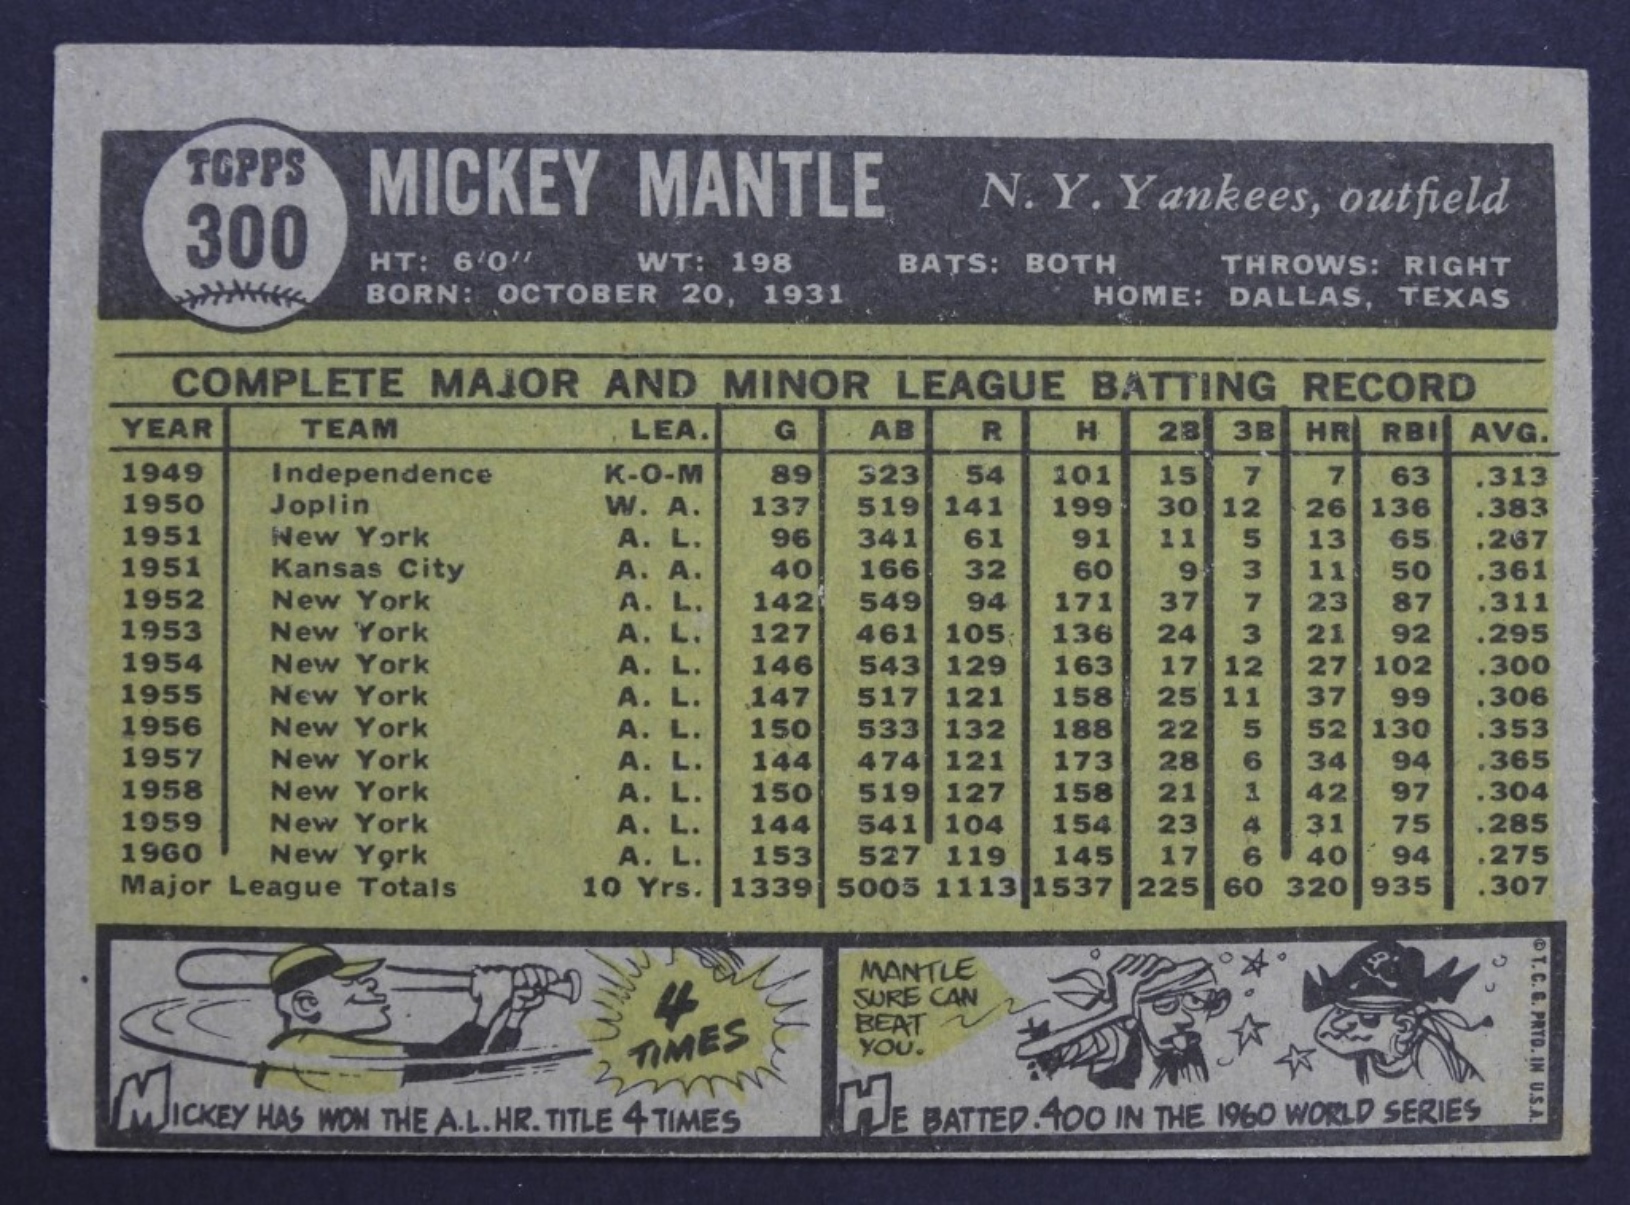 TOPPS
300
MICKEY MANTLE
N. Y. Yankees, outfield
HT: 6'0" WT: 198 BATS: BOTH THROWS: RIGHT
BORN: OCTOBER 20, 1931 HOME: DALLAS, TEXAS
COMPLETE MAJOR AND MINOR LEAGUE BATTING RECORD
YEAR TEAM LEA. G AB R H 2B 3B HR RBI AVG.
1949 Independence K-O-M 89 323 54 101 15 7 7 63 .313
1950 Joplin W. A. 137 519 141 199 30 12 26 136 .383
1951 New York A. L. 96 341 61 91 11 5 13 65 .267
1951 Kansas City A. A. 40 166 32 60 9 3 11 50 .361
1952 New York A. L. 142 549 94 171 37 7 23 87 .311
1953 New York A. L. 127 461 105 136 24 3 21 92 .295
1954 New York A. L. 146 543 129 163 17 12 27 102 .300
1955 New York A. L. 147 517 121 158 25 11 37 99 .306
1956 New York A. L. 150 533 132 188 22 5 52 130 .353
1957 New York A. L. 144 474 121 173 28 6 34 94 .365
1958 New York A. L. 150 519 127 158 21 1 42 97 .304
1959 New York A. L. 144 541 104 154 23 4 31 75 .285
1960 New York A. L. 153 527 119 145 17 6 40 94 .275
Major League Totals 10 Yrs. 1339 5005 1113 1537 225 60 320 935 .307
4
TIMES
MICKEY HAS WON THE A.L. HR. TITLE 4 TIMES
MANTLE
SURE CAN
BEAT
YOU.
HE BATTED .400 IN THE 1960 WORLD SERIES
© T. C. G. PRTD. IN U.S.A.